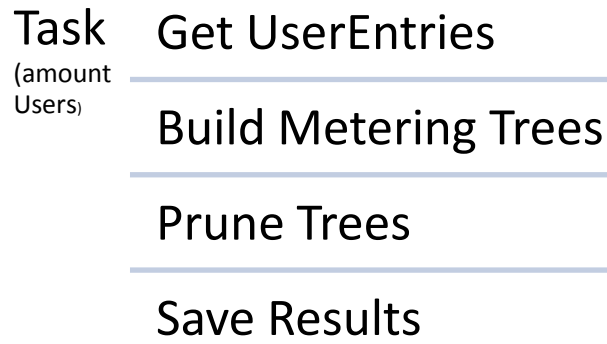 Task
(amount
Users)
Get UserEntries
Build Metering Trees
Prune Trees
Save Results